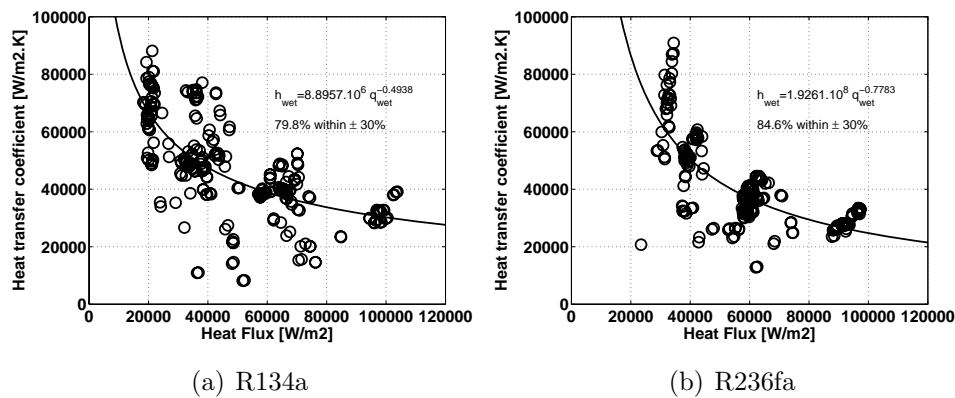 100000
80000
60000
40000
20000
0
0 20000 40000 60000 80000 100000 120000
Heat transfer coefficient [W/m2.K]
Heat Flux [W/m2]
h_wet=8.8957.10^6 q_wet^−0.4938
79.8% within ± 30%
(a) R134a
100000
80000
60000
40000
20000
0
0 20000 40000 60000 80000 100000 120000
Heat transfer coefficient [W/m2.K]
Heat Flux [W/m2]
h_wet=1.9261.10^8 q_wet^−0.7783
84.6% within ± 30%
(b) R236fa